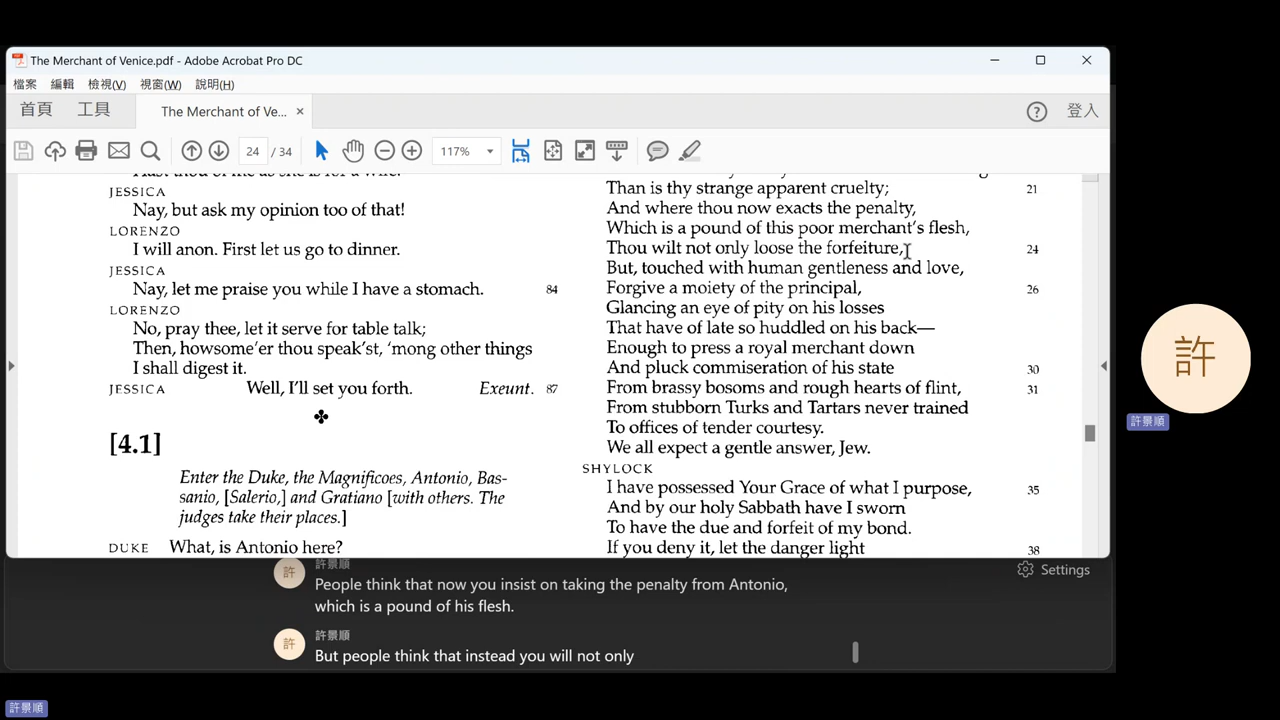 The Merchant of Venice.pdf - Adobe Acrobat Pro DC
檔案 編輯 檢視(V) 視窗(W) 說明(H)
首頁 工具 The Merchant of Ve... ×
登入
24 / 34 117%
JESSICA
Nay, but ask my opinion too of that!
LORENZO
I will anon. First let us go to dinner.
JESSICA
Nay, let me praise you while I have a stomach. 84
LORENZO
No, pray thee, let it serve for table talk;
Then, howsome'er thou speak'st, 'mong other things
I shall digest it.
JESSICA Well, I'll set you forth. Exeunt. 87
[4.1]
Enter the Duke, the Magnificoes, Antonio, Bas-
sanio, [Salerio,] and Gratiano [with others. The
judges take their places.]
DUKE What, is Antonio here?
Than is thy strange apparent cruelty; 21
And where thou now exacts the penalty,
Which is a pound of this poor merchant's flesh,
Thou wilt not only loose the forfeiture, 24
But, touched with human gentleness and love,
Forgive a moiety of the principal, 26
Glancing an eye of pity on his losses
That have of late so huddled on his back—
Enough to press a royal merchant down
And pluck commiseration of his state 30
From brassy bosoms and rough hearts of flint, 31
From stubborn Turks and Tartars never trained
To offices of tender courtesy.
We all expect a gentle answer, Jew.
SHYLOCK
I have possessed Your Grace of what I purpose, 35
And by our holy Sabbath have I sworn
To have the due and forfeit of my bond.
If you deny it, let the danger light 38
許
許景順
許 許景順
People think that now you insist on taking the penalty from Antonio,
which is a pound of his flesh.
Settings
許 許景順
But people think that instead you will not only
許景順